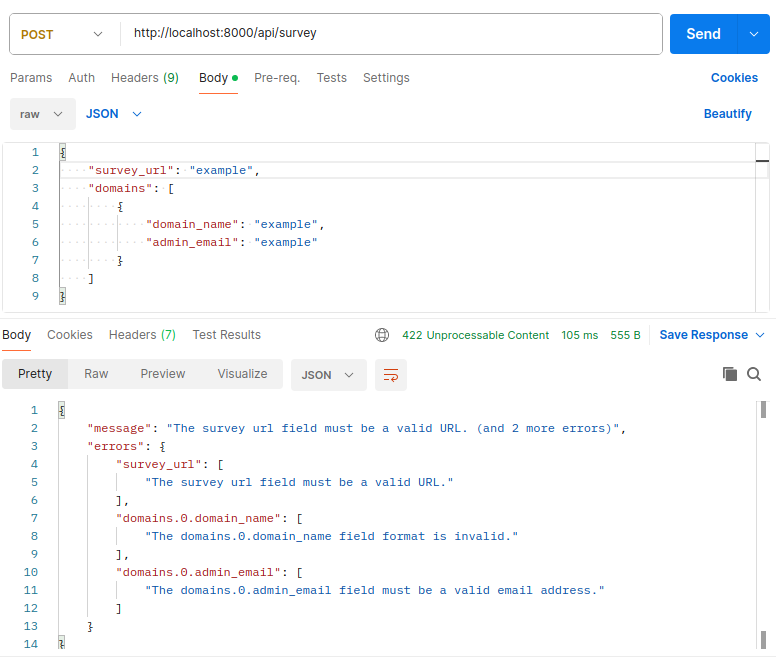 POST http://localhost:8000/api/survey Send
Params Auth Headers (9) Body Pre-req. Tests Settings Cookies
raw JSON Beautify
1 {
2 "survey_url": "example",
3 "domains": [
4 {
5 "domain_name": "example",
6 "admin_email": "example"
7 }
8 ]
9 }
Body Cookies Headers (7) Test Results 422 Unprocessable Content 105 ms 555 B Save Response
Pretty Raw Preview Visualize JSON
1 {
2 "message": "The survey url field must be a valid URL. (and 2 more errors)",
3 "errors": {
4 "survey_url": [
5 "The survey url field must be a valid URL."
6 ],
7 "domains.0.domain_name": [
8 "The domains.0.domain_name field format is invalid."
9 ],
10 "domains.0.admin_email": [
11 "The domains.0.admin_email field must be a valid email address."
12 ]
13 }
14 }